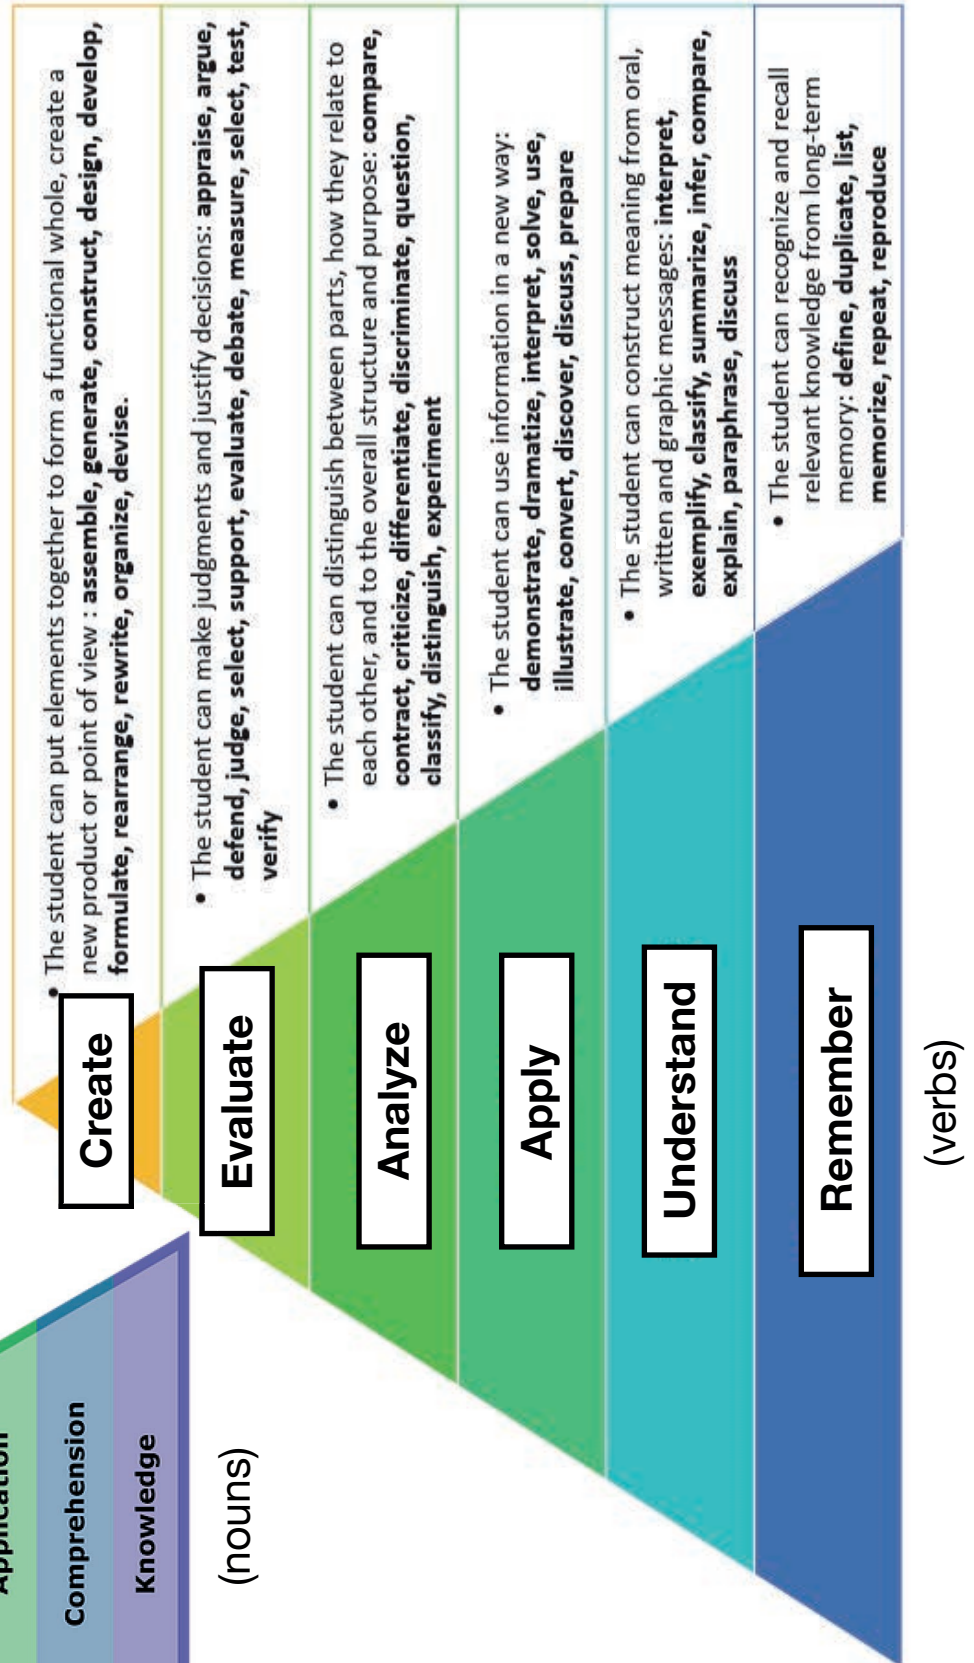 Application
Comprehension
Knowledge
(nouns)
Create
• The student can put elements together to form a functional whole, create a
new product or point of view : assemble, generate, construct, design, develop,
formulate, rearrange, rewrite, organize, devise.
Evaluate
• The student can make judgments and justify decisions: appraise, argue,
defend, judge, select, support, evaluate, debate, measure, select, test,
verify
Analyze
• The student can distinguish between parts, how they relate to
each other, and to the overall structure and purpose: compare,
contract, criticize, differentiate, discriminate, question,
classify, distinguish, experiment
Apply
• The student can use information in a new way:
demonstrate, dramatize, interpret, solve, use,
illustrate, convert, discover, discuss, prepare
Understand
• The student can construct meaning from oral,
written and graphic messages: interpret,
exemplify, classify, summarize, infer, compare,
explain, paraphrase, discuss
Remember
• The student can recognize and recall
relevant knowledge from long-term
memory: define, duplicate, list,
memorize, repeat, reproduce
(verbs)